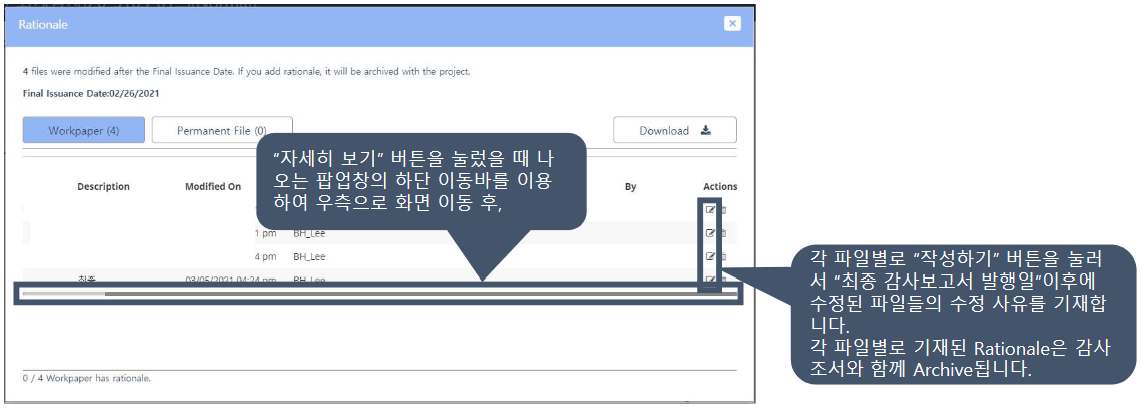 Rationale
4 files were modified after the Final Issuance Date. If you add rationale, it will be archived with the project.
Final Issuance Date:02/26/2021
Workpaper (4)
Permanent File (0)
Download
“자세히 보기” 버튼을 눌렀을 때 나
오는 팝업창의 하단 이동바를 이용
하여 우측으로 화면 이동 후,
Description
Modified On
By
Actions
1 pm BH_Lee
4 pm BH_Lee
03/05/2021 04:24 pm BH_Lee
각 파일별로 “작성하기” 버튼을 눌러
서 “최종 감사보고서 발행일”이후에
수정된 파일들의 수정 사유를 기재합
니다.
각 파일별로 기재된 Rationale은 감사
조서와 함께 Archive됩니다.
0 / 4 Workpaper has rationale.